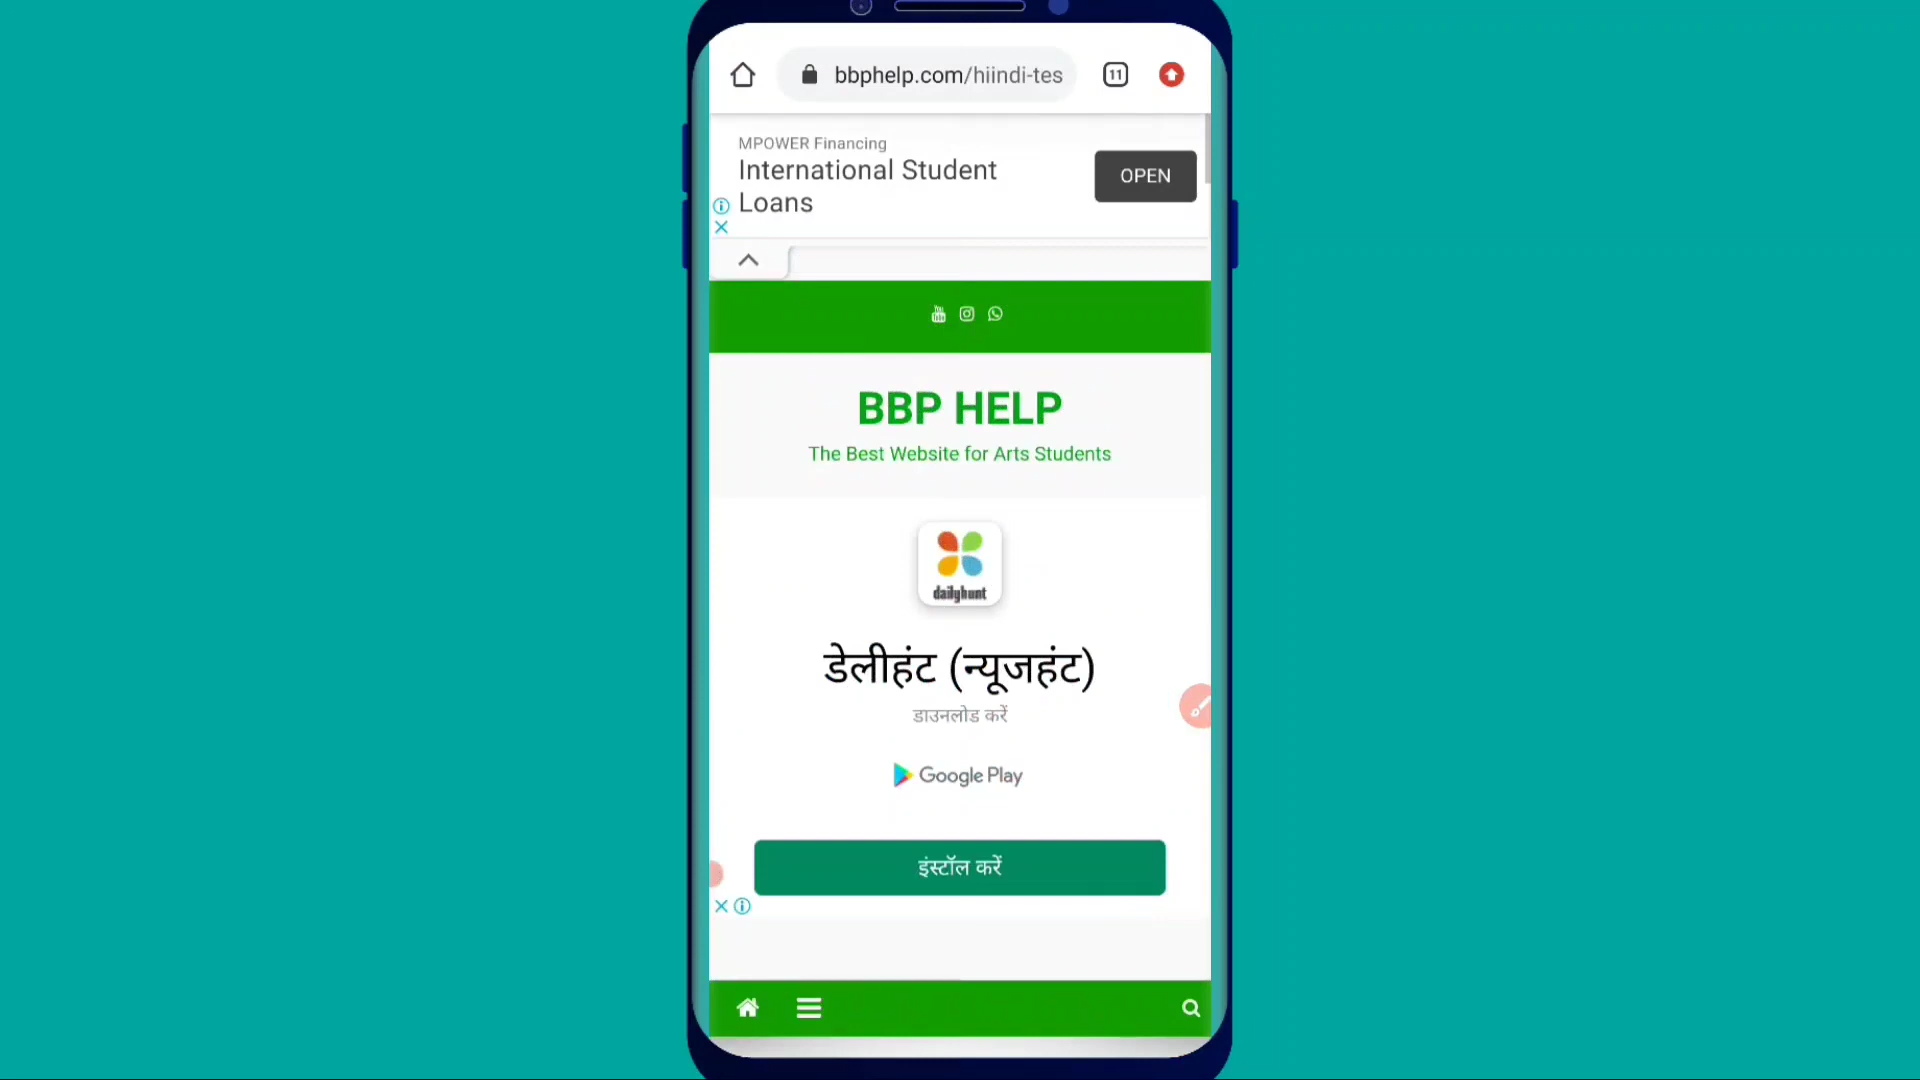 bbphelp.com/hiindi-tes
11
MPOWER Financing
International Student
Loans
OPEN
BBP HELP
The Best Website for Arts Students
dailyhunt
डेलीहंट (न्यूजहंट)
डाउनलोड करें
Google Play
इंस्टॉल करें